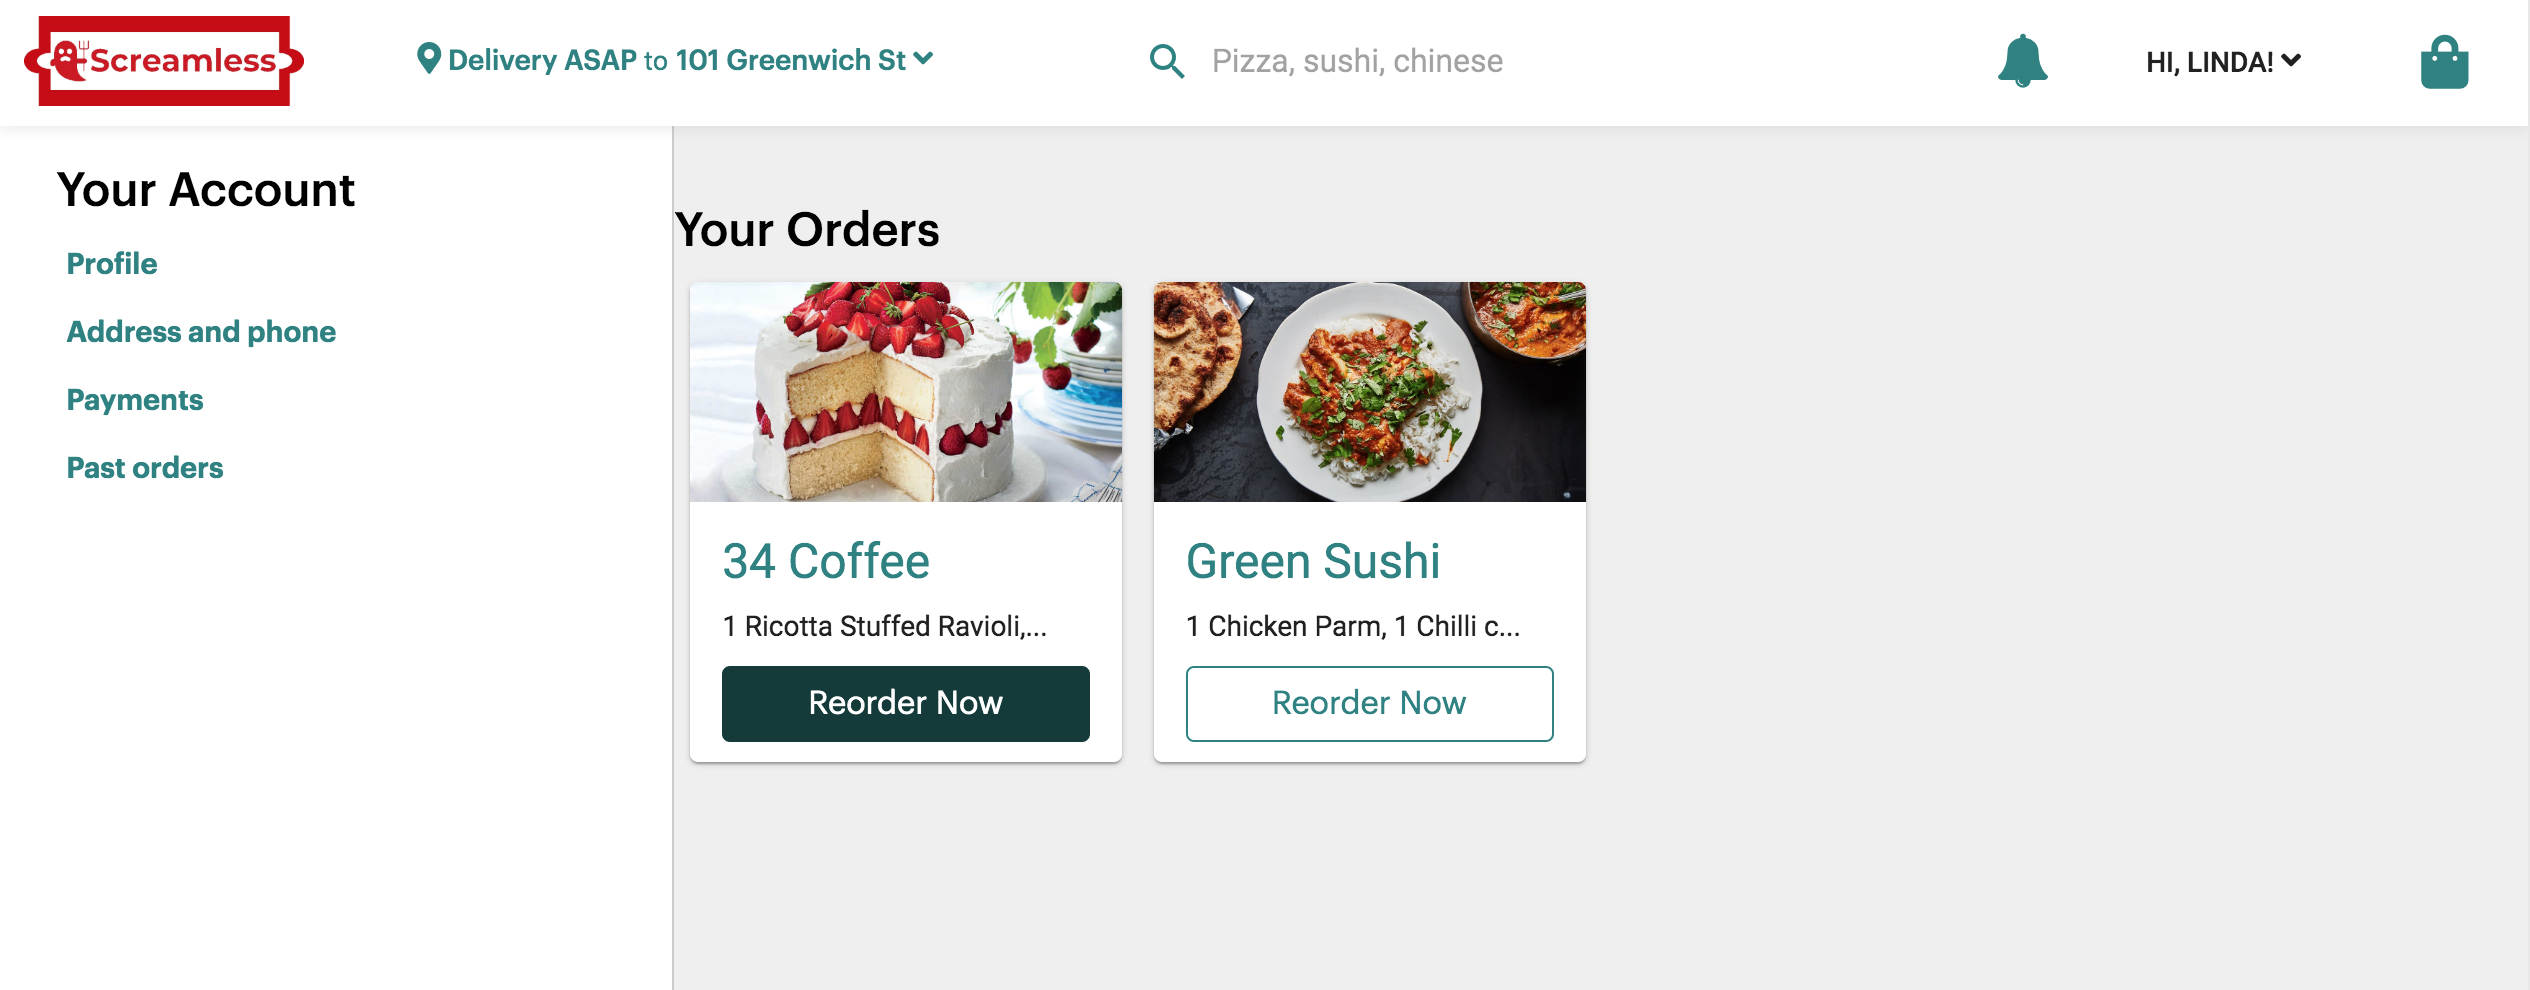 Screamless
Delivery ASAP to 101 Greenwich St
Pizza, sushi, chinese
HI, LINDA!
Your Account
Profile
Address and phone
Payments
Past orders
Your Orders
34 Coffee
1 Ricotta Stuffed Ravioli,...
Reorder Now
Green Sushi
1 Chicken Parm, 1 Chilli c...
Reorder Now